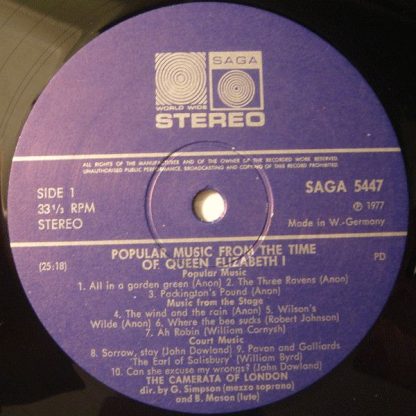 SAGA
WORLD WIDE
STEREO
ALL RIGHTS OF THE MANUFACTURER AND OF THE OWNER OF THE RECORDED WORK RESERVED.
UNAUTHORISED PUBLIC PERFORMANCE, BROADCASTING AND COPYING OF THIS RECORD PROHIBITED.
SIDE 1
33 1/3 RPM
STEREO
SAGA 5447
Ⓟ 1977
Made in W.-Germany
POPULAR MUSIC FROM THE TIME
OF QUEEN ELIZABETH I
(25:18)
PD
Popular Music
1. All in a garden green (Anon) 2. The Three Ravens (Anon)
3. Packington's Pound (Anon)
Music from the Stage
4. The wind and the rain (Anon) 5. Wilson's
Wilde (Anon) 6. Where the bee sucks (Robert Johnson)
7. Ah Robin (William Cornysh)
Court Music
8. Sorrow, stay (John Dowland) 9. Pavan and Galliards
'The Earl of Salisbury' (William Byrd)
10. Can she excuse my wrongs? (John Dowland)
THE CAMERATA OF LONDON
dir. by G. Simpson (mezzo soprano)
and B. Mason (lute)